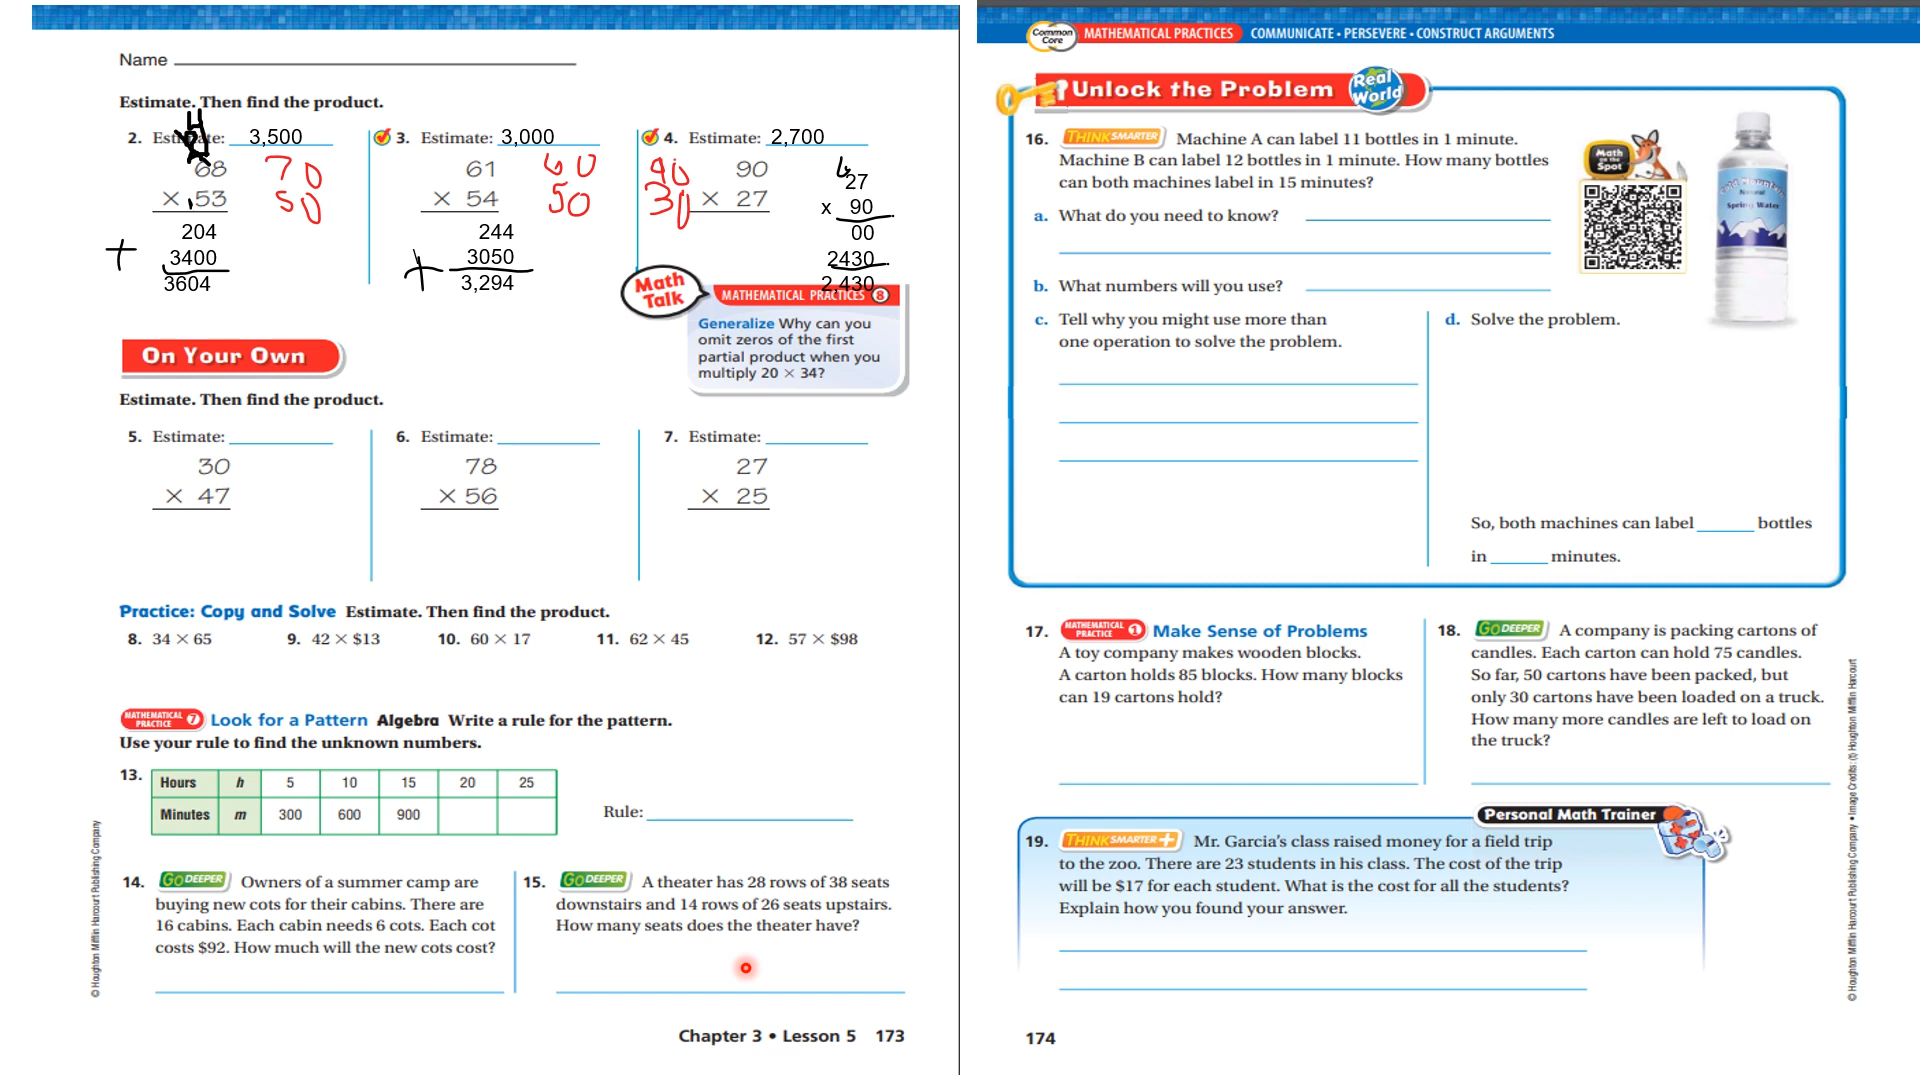 Name
Estimate. Then find the product.
2. Estimate: 3,500
4
68
× 53
204
+ 3400
3604
70
50
3. Estimate: 3,000
61
× 54
244
+ 3050
3,294
60
50
4. Estimate: 2,700
90
30
90
× 27
27
x 90
00
2430
2,430
Math Talk
MATHEMATICAL PRACTICES 8
Generalize Why can you
omit zeros of the first
partial product when you
multiply 20 × 34?
On Your Own
Estimate. Then find the product.
5. Estimate:
30
× 47
6. Estimate:
78
× 56
7. Estimate:
27
× 25
Practice: Copy and Solve Estimate. Then find the product.
8. 34 × 65 9. 42 × $13 10. 60 × 17 11. 62 × 45 12. 57 × $98
MATHEMATICAL PRACTICE 7 Look for a Pattern Algebra Write a rule for the pattern.
Use your rule to find the unknown numbers.
13. Hours h 5 10 15 20 25
Minutes m 300 600 900
Rule:
14. GO DEEPER Owners of a summer camp are
buying new cots for their cabins. There are
16 cabins. Each cabin needs 6 cots. Each cot
costs $92. How much will the new cots cost?
15. GO DEEPER A theater has 28 rows of 38 seats
downstairs and 14 rows of 26 seats upstairs.
How many seats does the theater have?
© Houghton Mifflin Harcourt Publishing Company
Chapter 3 • Lesson 5 173
Common Core MATHEMATICAL PRACTICES COMMUNICATE • PERSEVERE • CONSTRUCT ARGUMENTS
Unlock the Problem Real World
16. THINK SMARTER Machine A can label 11 bottles in 1 minute.
Machine B can label 12 bottles in 1 minute. How many bottles
can both machines label in 15 minutes?
Math on the Spot
Cold Mountain
Natural
Spring Water
a. What do you need to know?
b. What numbers will you use?
c. Tell why you might use more than
one operation to solve the problem.
d. Solve the problem.
So, both machines can label bottles
in minutes.
17. MATHEMATICAL PRACTICE 1 Make Sense of Problems
A toy company makes wooden blocks.
A carton holds 85 blocks. How many blocks
can 19 cartons hold?
18. GO DEEPER A company is packing cartons of
candles. Each carton can hold 75 candles.
So far, 50 cartons have been packed, but
only 30 cartons have been loaded on a truck.
How many more candles are left to load on
the truck?
Personal Math Trainer
19. THINK SMARTER + Mr. Garcia's class raised money for a field trip
to the zoo. There are 23 students in his class. The cost of the trip
will be $17 for each student. What is the cost for all the students?
Explain how you found your answer.
© Houghton Mifflin Harcourt Publishing Company • Image Credits: (t) Houghton Mifflin Harcourt
174